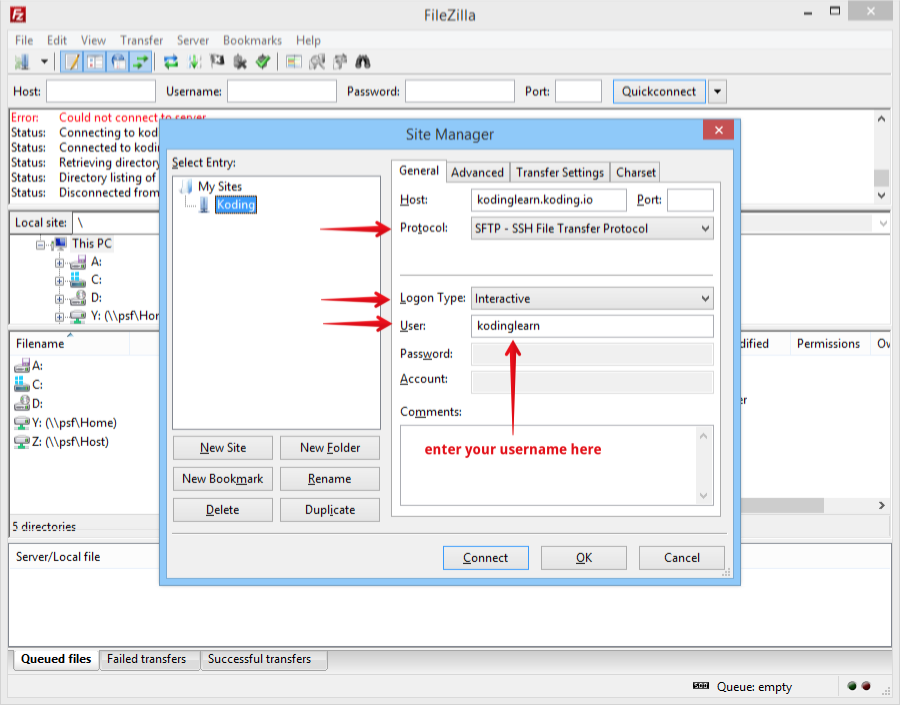 FileZilla
File Edit View Transfer Server Bookmarks Help
Host: Username: Password: Port: Quickconnect
Error: Could not connect to server
Status: Connecting to kod
Status: Connected to kodi
Status: Retrieving directory
Status: Directory listing of
Status: Disconnected from
Local site: \
This PC
A:
C:
D:
Y: (\\psf\Hor
Filename
A:
C:
D:
Y: (\\psf\Home)
Z: (\\psf\Host)
5 directories
dified Permissions Ow
er
Site Manager
Select Entry:
My Sites
Koding
New Site New Folder
New Bookmark Rename
Delete Duplicate
General Advanced Transfer Settings Charset
Host: kodinglearn.koding.io Port:
Protocol: SFTP - SSH File Transfer Protocol
Logon Type: Interactive
User: kodinglearn
Password:
Account:
Comments:
enter your username here
Connect OK Cancel
Server/Local file
Queued files Failed transfers Successful transfers
Queue: empty